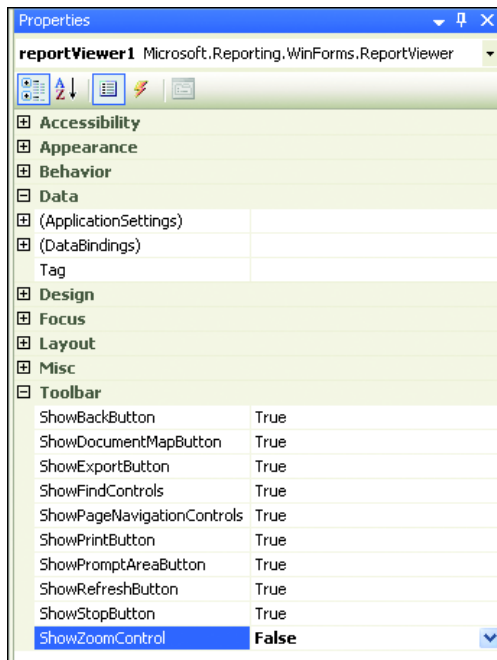 Properties
reportViewer1 Microsoft.Reporting.WinForms.ReportViewer
Accessibility
Appearance
Behavior
Data
(ApplicationSettings)
(DataBindings)
Tag
Design
Focus
Layout
Misc
Toolbar
ShowBackButton True
ShowDocumentMapButton True
ShowExportButton True
ShowFindControls True
ShowPageNavigationControls True
ShowPrintButton True
ShowPromptAreaButton True
ShowRefreshButton True
ShowStopButton True
ShowZoomControl False